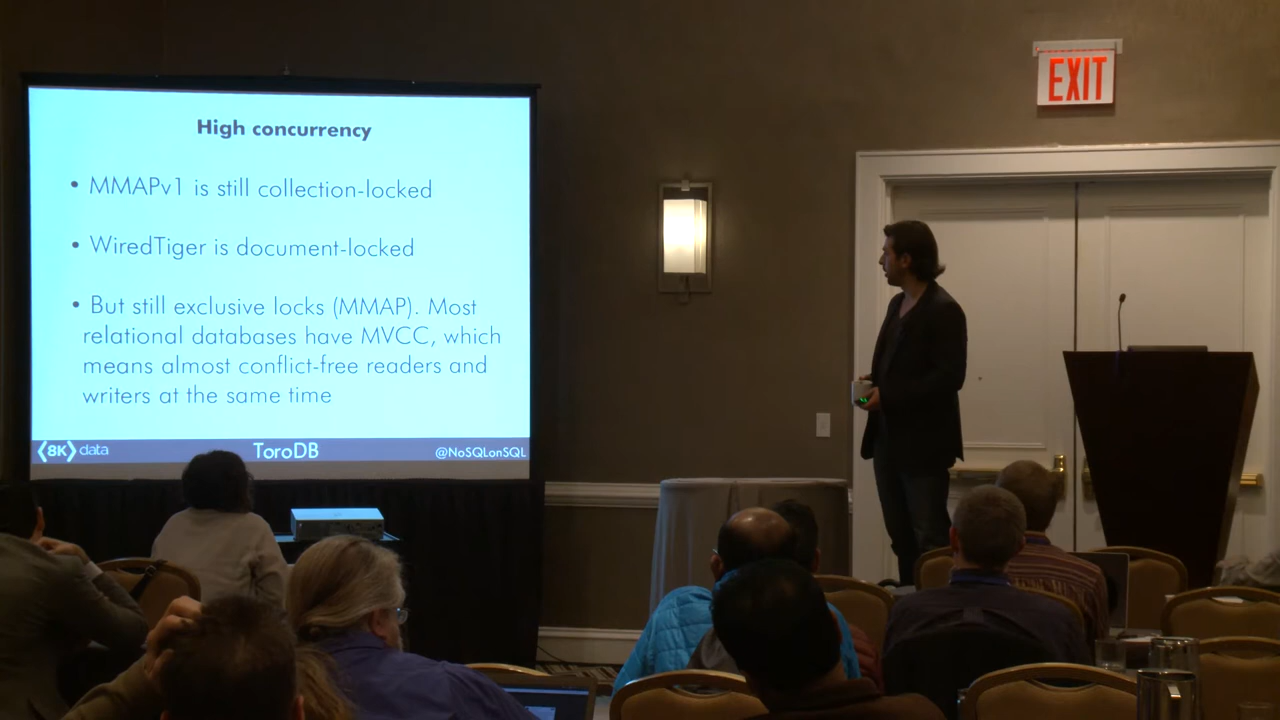 EXIT
High concurrency
• MMAPv1 is still collection-locked
• WiredTiger is document-locked
• But still exclusive locks (MMAP). Most
relational databases have MVCC, which
means almost conflict-free readers and
writers at the same time
⟨8K⟩ data
ToroDB
@NoSQLonSQL